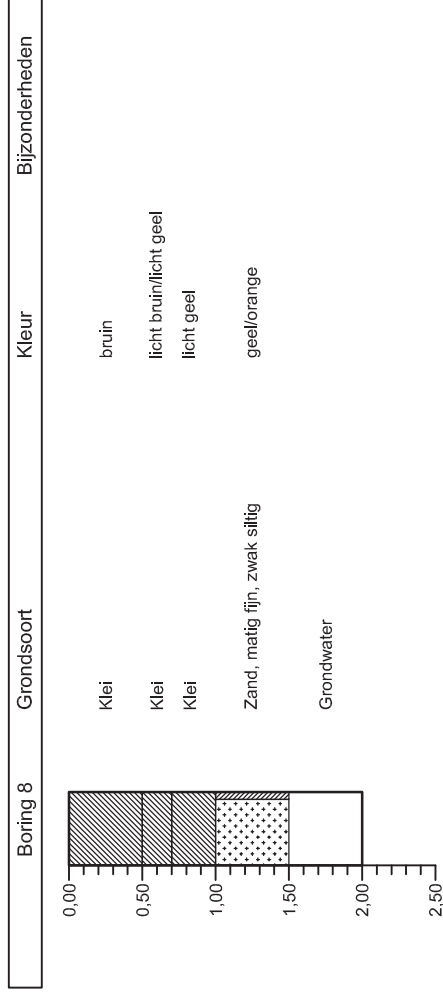 Boring 8 Grondsoort Kleur Bijzonderheden
0,00
Klei bruin
0,50
Klei licht bruin/licht geel
Klei licht geel
1,00
Zand, matig fijn, zwak siltig geel/orange
1,50
Grondwater
2,00
2,50